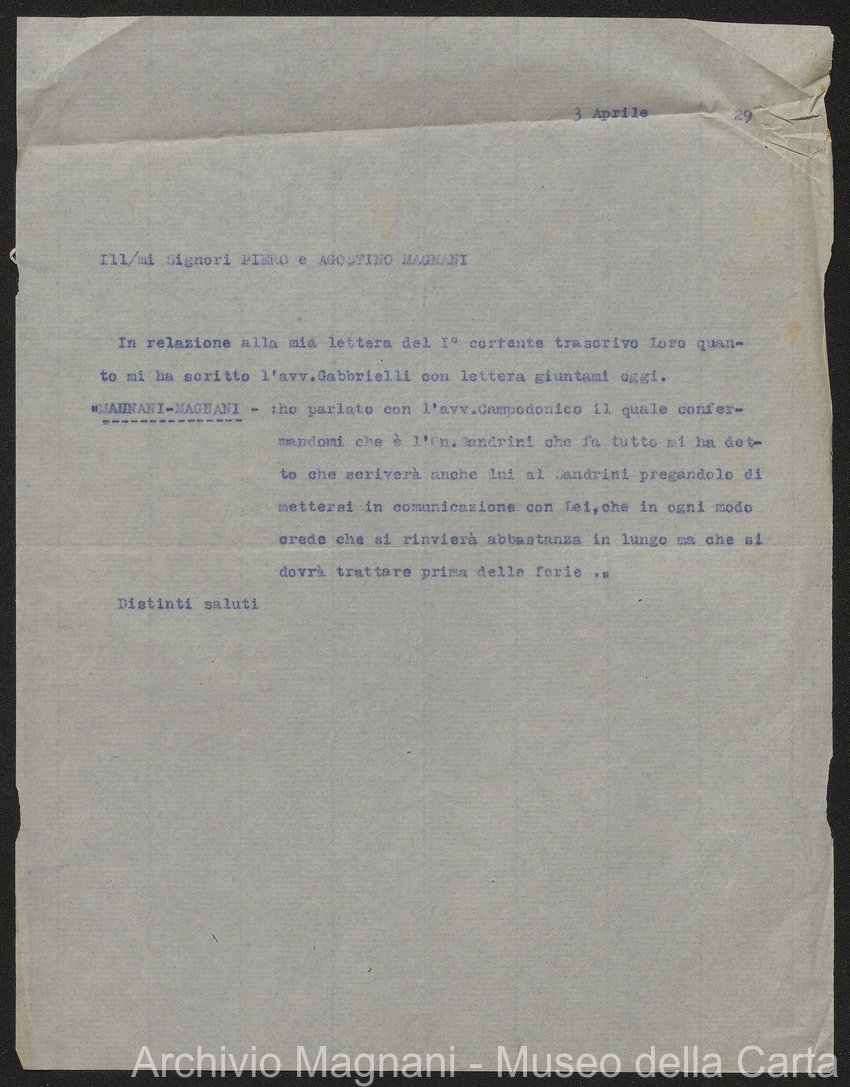 3 Aprile 29
Ill/mi Signori PIERO e AGOSTINO MAGNANI
In relazione alla mia lettera del I° corrente trascrivo Loro quan-
to mi ha scritto l'avv.Gabbrielli con lettera giuntami oggi.
"MAGNANI-MAGNANI - :ho parlato con l'avv.Campodonico il quale confer-
mandomi che è l'On.Sandrini che fa tutto mi ha det-
to che scriverà anche lui al Sandrini pregandolo di
mettersi in comunicazione con Lei,che in ogni modo
crede che si rinvierà abbastanza in lungo ma che si
dovrà trattare prima delle ferie ."
Distinti saluti
Archivio Magnani - Museo della Carta